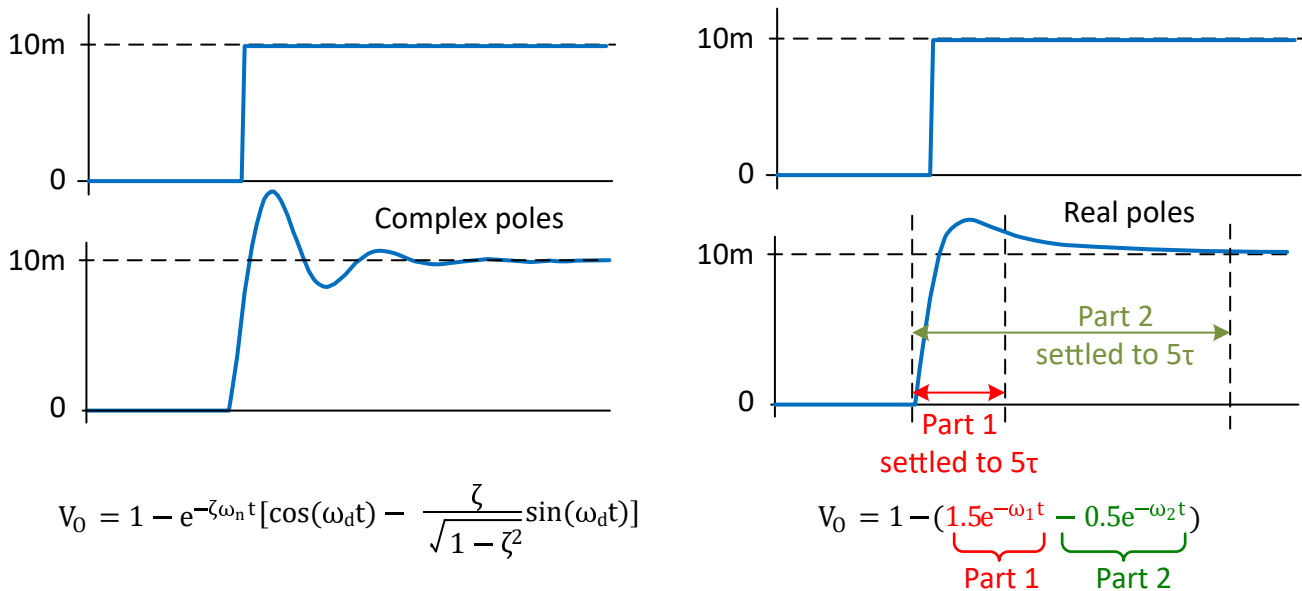 10m
0
Complex poles
10m
0
V₀ = 1 − e^{−ζωₙt}[cos(ω_d t) − ζ/√(1 − ζ²) sin(ω_d t)]
10m
0
Real poles
10m
Part 2
settled to 5τ
0
Part 1
settled to 5τ
V₀ = 1 − (1.5e^{−ω₁t} − 0.5e^{−ω₂t})
Part 1 Part 2